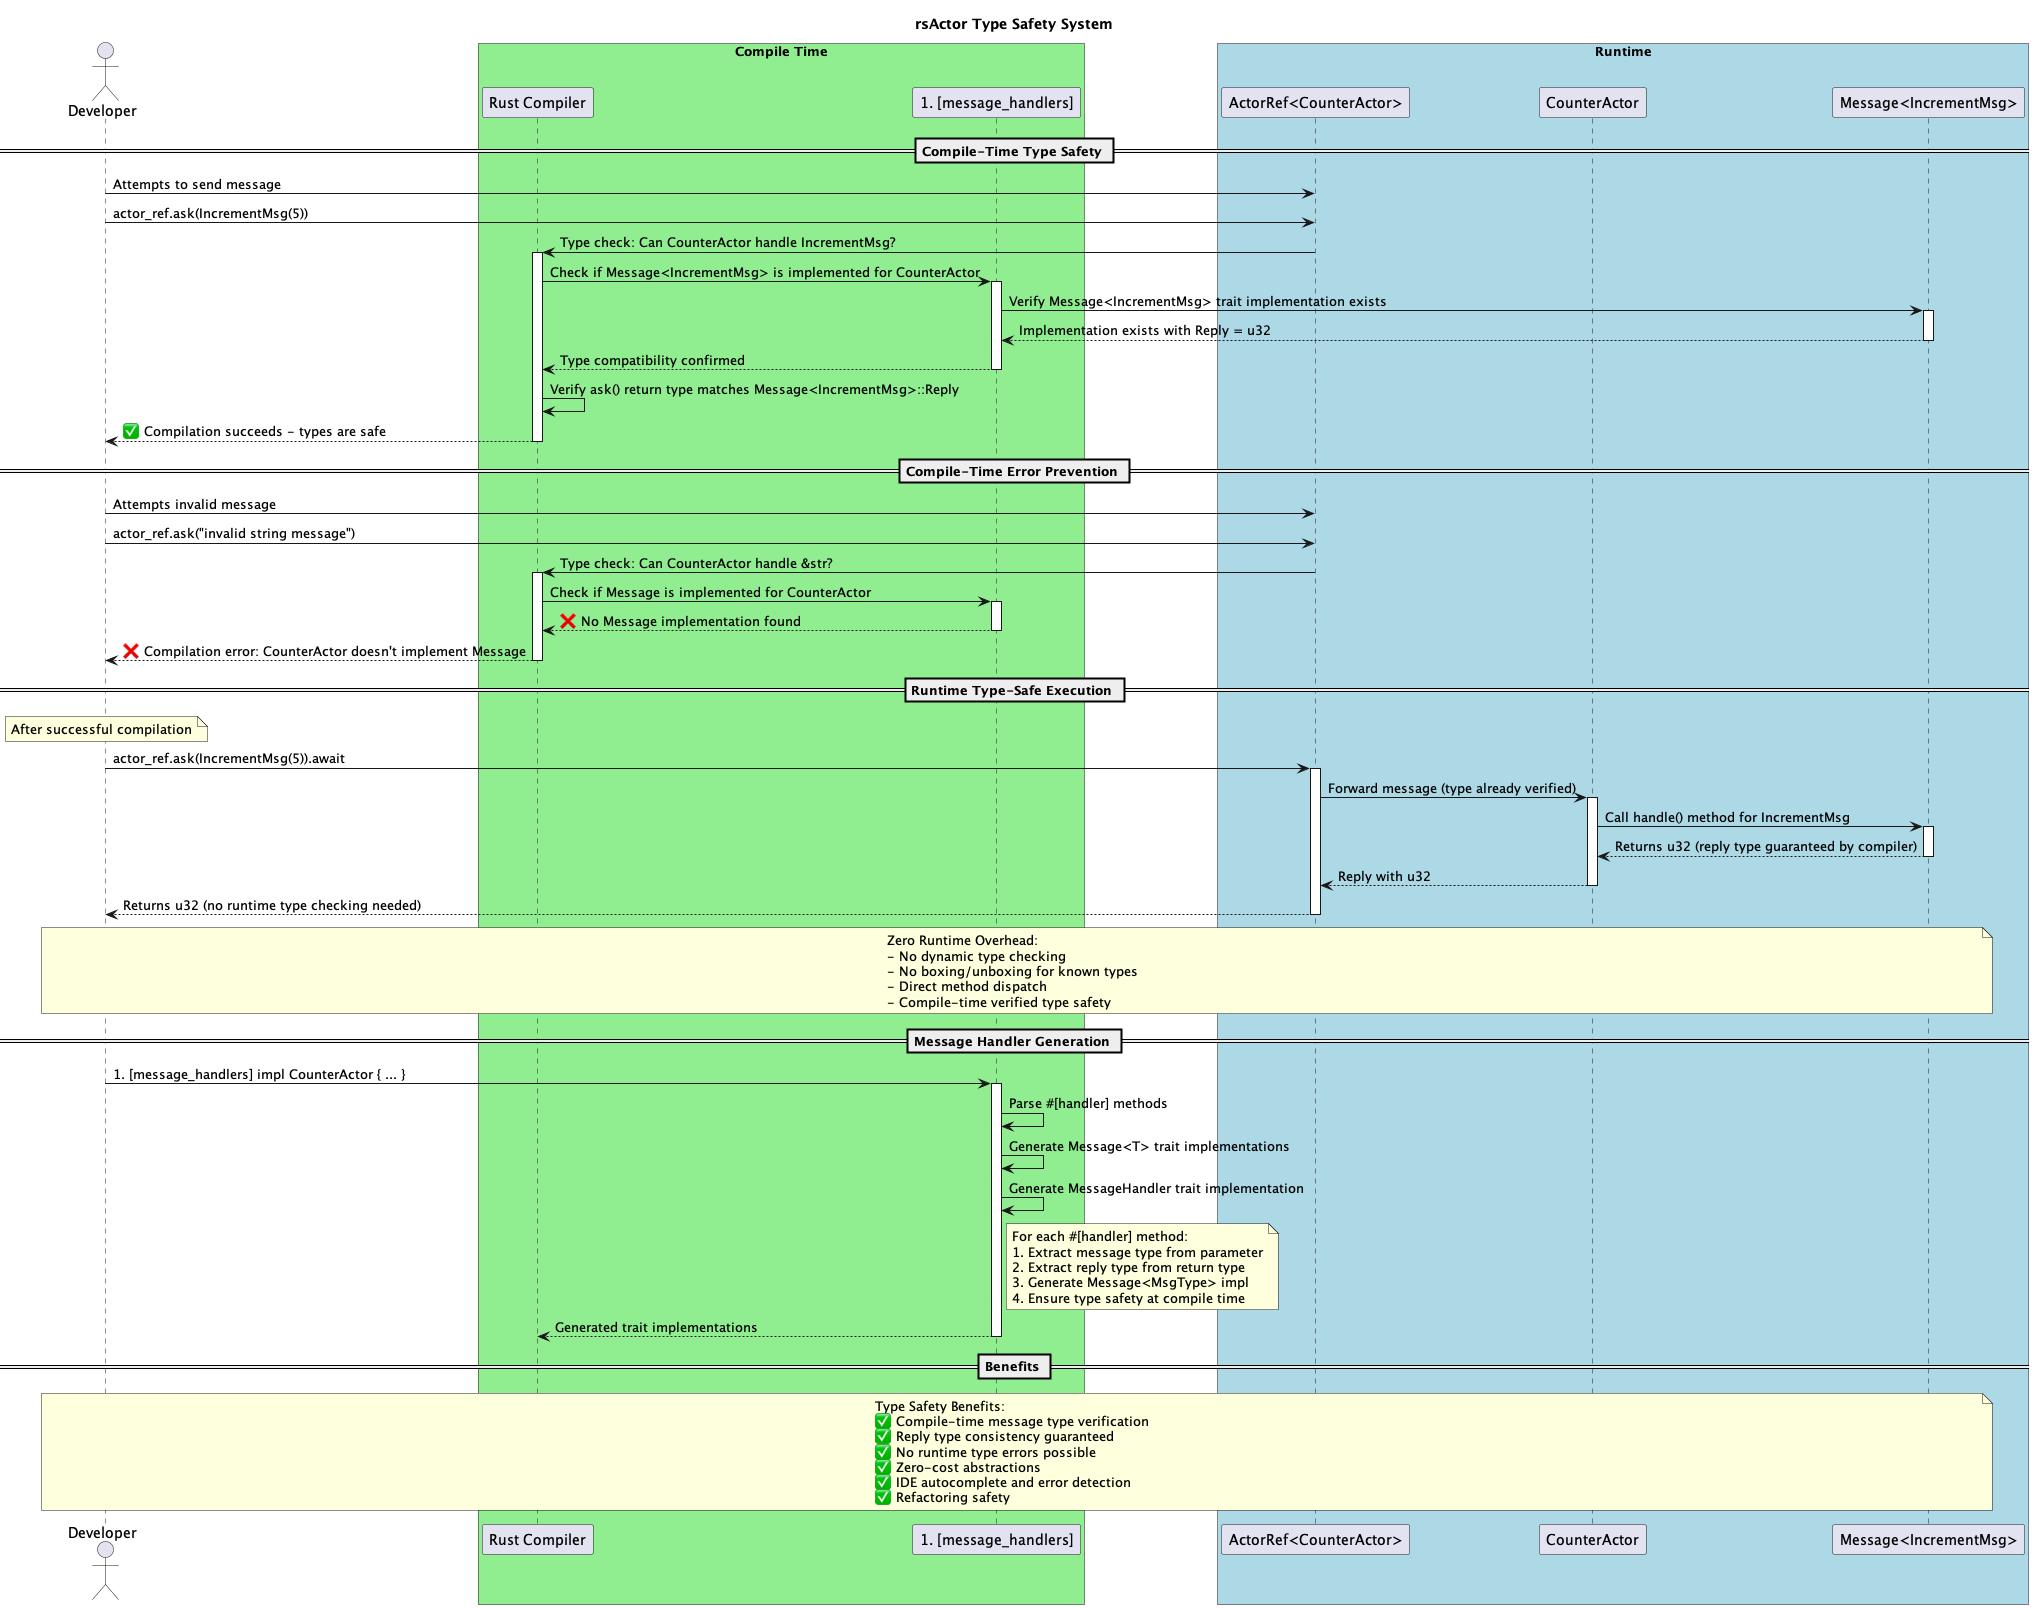 rsActor Type Safety System
Compile Time
Runtime
Developer
Rust Compiler
1. [message_handlers]
ActorRef<CounterActor>
CounterActor
Message<IncrementMsg>
Compile-Time Type Safety
Attempts to send message
actor_ref.ask(IncrementMsg(5))
Type check: Can CounterActor handle IncrementMsg?
Check if Message<IncrementMsg> is implemented for CounterActor
Verify Message<IncrementMsg> trait implementation exists
Implementation exists with Reply = u32
Type compatibility confirmed
Verify ask() return type matches Message<IncrementMsg>::Reply
✅ Compilation succeeds - types are safe
Compile-Time Error Prevention
Attempts invalid message
actor_ref.ask("invalid string message")
Type check: Can CounterActor handle &str?
Check if Message is implemented for CounterActor
❌ No Message implementation found
❌ Compilation error: CounterActor doesn't implement Message
Runtime Type-Safe Execution
After successful compilation
actor_ref.ask(IncrementMsg(5)).await
Forward message (type already verified)
Call handle() method for IncrementMsg
Returns u32 (reply type guaranteed by compiler)
Reply with u32
Returns u32 (no runtime type checking needed)
Zero Runtime Overhead:
- No dynamic type checking
- No boxing/unboxing for known types
- Direct method dispatch
- Compile-time verified type safety
Message Handler Generation
1. [message_handlers] impl CounterActor { ... }
Parse #[handler] methods
Generate Message<T> trait implementations
Generate MessageHandler trait implementation
For each #[handler] method:
1. Extract message type from parameter
2. Extract reply type from return type
3. Generate Message<MsgType> impl
4. Ensure type safety at compile time
Generated trait implementations
Benefits
Type Safety Benefits:
✅ Compile-time message type verification
✅ Reply type consistency guaranteed
✅ No runtime type errors possible
✅ Zero-cost abstractions
✅ IDE autocomplete and error detection
✅ Refactoring safety
Developer
Rust Compiler
1. [message_handlers]
ActorRef<CounterActor>
CounterActor
Message<IncrementMsg>